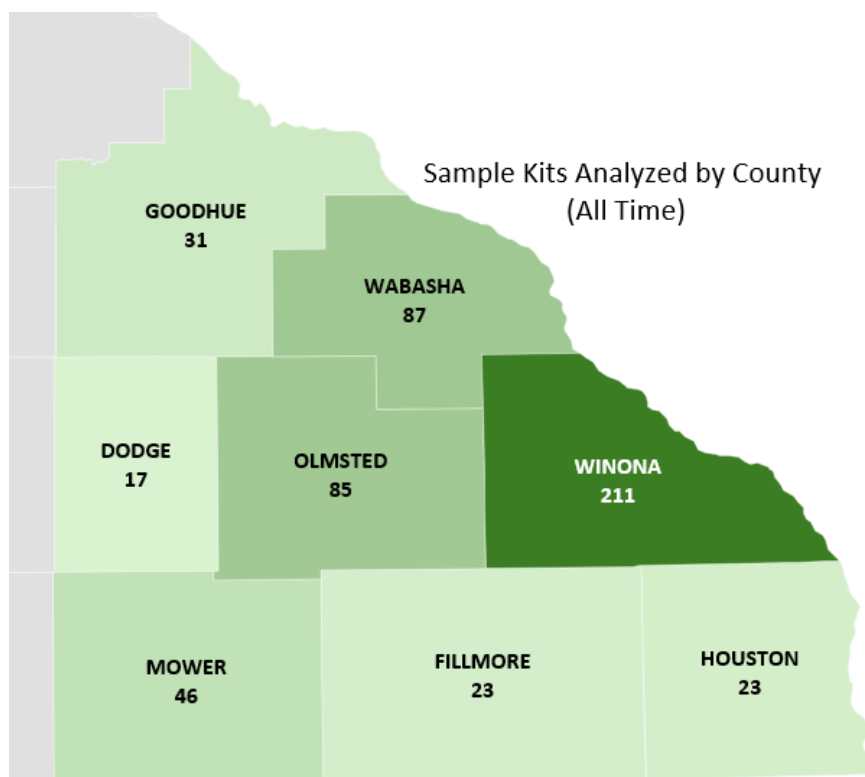 Sample Kits Analyzed by County
(All Time)
GOODHUE
31
WABASHA
87
DODGE
17
OLMSTED
85
WINONA
211
MOWER
46
FILLMORE
23
HOUSTON
23